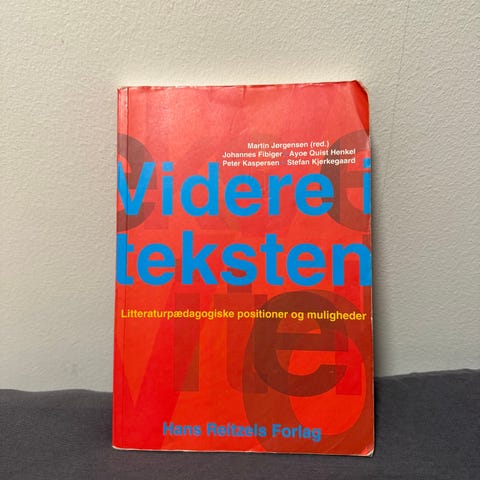 Martin Jørgensen (red.)
Johannes Fibiger Ayoe Quist Henkel
Peter Kaspersen Stefan Kjerkegaard
Videre i
teksten
Litteraturpædagogiske positioner og muligheder
Hans Reitzels Forlag